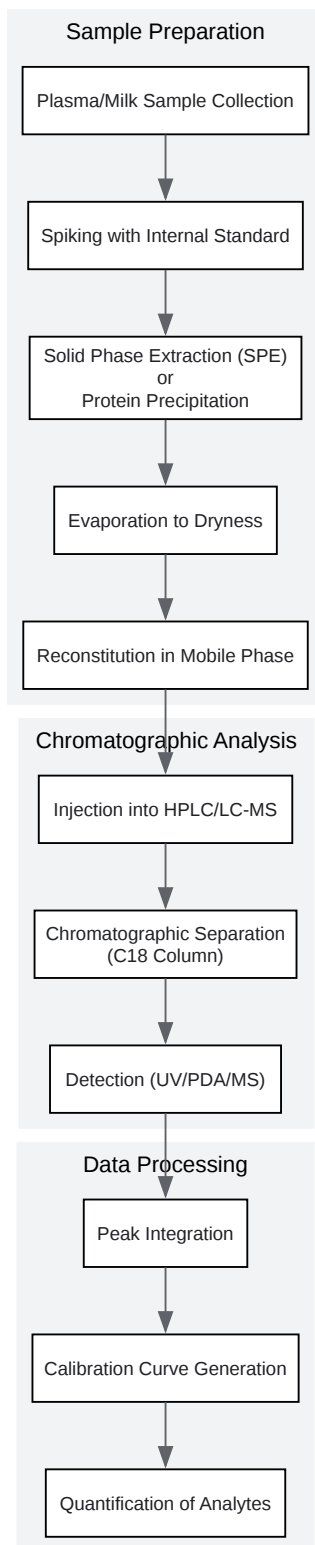 Sample Preparation
Plasma/Milk Sample Collection
Spiking with Internal Standard
Solid Phase Extraction (SPE)
or
Protein Precipitation
Evaporation to Dryness
Reconstitution in Mobile Phase
Chromatographic Analysis
Injection into HPLC/LC-MS
Chromatographic Separation
(C18 Column)
Detection (UV/PDA/MS)
Data Processing
Peak Integration
Calibration Curve Generation
Quantification of Analytes